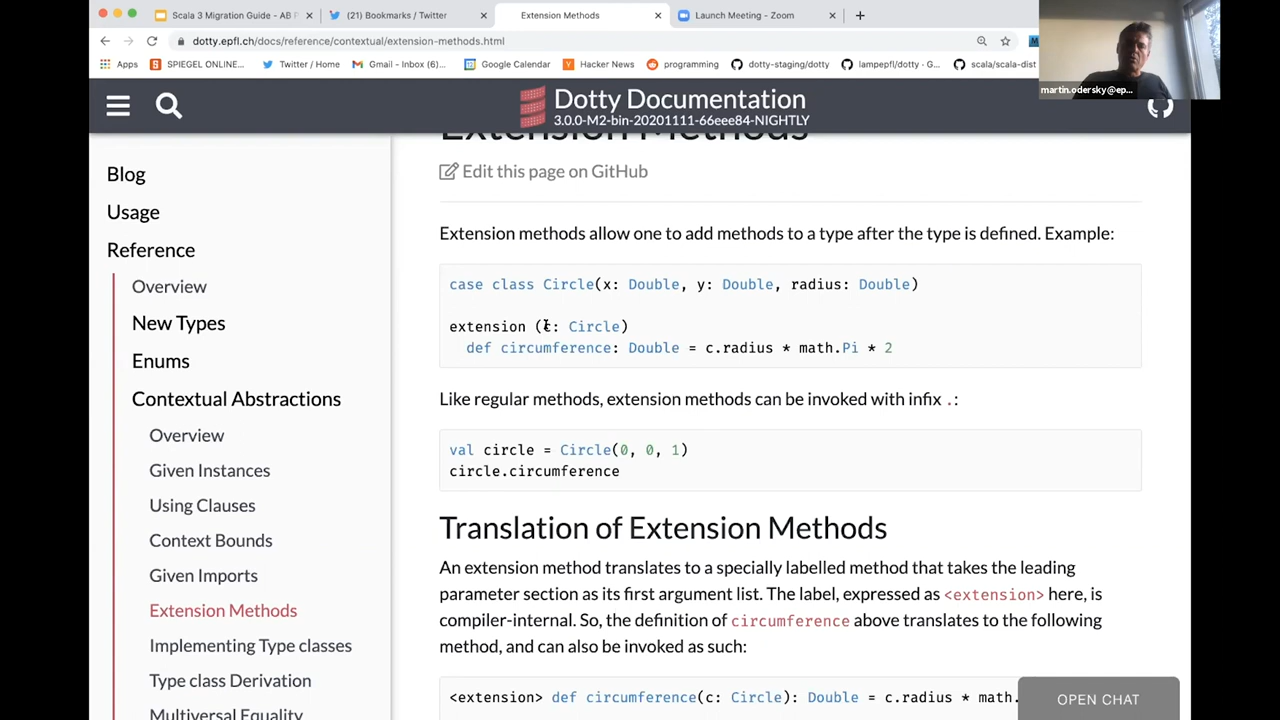 Scala 3 Migration Guide - AB F
(21) Bookmarks / Twitter
Extension Methods
Launch Meeting - Zoom
dotty.epfl.ch/docs/reference/contextual/extension-methods.html
Apps
SPIEGEL ONLINE...
Twitter / Home
Gmail - Inbox (6)...
Google Calendar
Hacker News
programming
dotty-staging/dotty
lampepfl/dotty · G...
scala/scala-dist
martin.odersky@ep...
Dotty Documentation
3.0.0-M2-bin-20201111-66eee84-NIGHTLY
Blog
Usage
Reference
Overview
New Types
Enums
Contextual Abstractions
Overview
Given Instances
Using Clauses
Context Bounds
Given Imports
Extension Methods
Implementing Type classes
Type class Derivation
Multiversal Equality
Extension Methods
Edit this page on GitHub
Extension methods allow one to add methods to a type after the type is defined. Example:
case class Circle(x: Double, y: Double, radius: Double)
extension (c: Circle)
def circumference: Double = c.radius * math.Pi * 2
Like regular methods, extension methods can be invoked with infix .:
val circle = Circle(0, 0, 1)
circle.circumference
Translation of Extension Methods
An extension method translates to a specially labelled method that takes the leading
parameter section as its first argument list. The label, expressed as <extension> here, is
compiler-internal. So, the definition of circumference above translates to the following
method, and can also be invoked as such:
<extension> def circumference(c: Circle): Double = c.radius * math.
OPEN CHAT